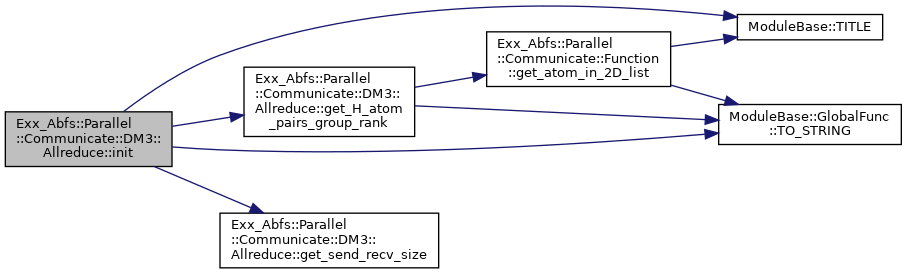 ModuleBase::TITLE
Exx_Abfs::Parallel
::Communicate::Function
::get_atom_in_2D_list
Exx_Abfs::Parallel
::Communicate::DM3::
Allreduce::get_H_atom
_pairs_group_rank
ModuleBase::GlobalFunc
::TO_STRING
Exx_Abfs::Parallel
::Communicate::DM3::
Allreduce::init
Exx_Abfs::Parallel
::Communicate::DM3::
Allreduce::get_send_recv_size